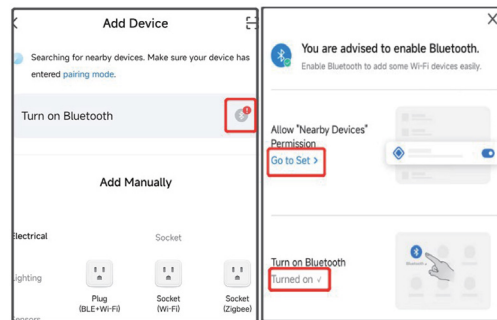 Add Device
Searching for nearby devices. Make sure your device has
entered pairing mode.
Turn on Bluetooth
Add Manually
Electrical
Socket
Lighting
Plug
(BLE+Wi-Fi)
Socket
(Wi-Fi)
Socket
(Zigbee)
Sensors
You are advised to enable Bluetooth.
Enable Bluetooth to add some Wi-Fi devices easily.
Allow "Nearby Devices"
Permission
Go to Set >
Turn on Bluetooth
Turned on ✓